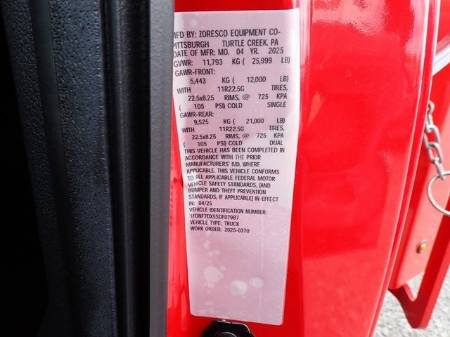 MFD BY: ZORESCO EQUIPMENT CO-
PITTSBURGH TURTLE CREEK, PA
DATE OF MFR: MO. 04 YR. 2025
GVWR: 11,793 KG ( 25,999 LB)
GAWR-FRONT:
5,443 KG ( 12,000 LB)
WITH 11R22.5G TIRES,
22.5x8.25 RIMS, @ 725 KPA
( 105 PSI) COLD SINGLE
GAWR-REAR:
9,525 KG ( 21,000 LB)
WITH 11R22.5G TIRES,
22.5x8.25 RIMS, @ 725 KPA
( 105 PSI) COLD DUAL
THIS VEHICLE HAS BEEN COMPLETED IN
ACCORDANCE WITH THE PRIOR
MANUFACTURERS' IVD, WHERE
APPLICABLE. THIS VEHICLE CONFORMS
TO ALL APPLICABLE FEDERAL MOTOR
VEHICLE SAFETY STANDARDS, [AND
BUMPER AND THEFT PREVENTION
STANDARDS, IF APPLICABLE] IN EFFECT
IN: 04/25
VEHICLE IDENTIFICATION NUMBER:
VEHICLE TYPE: TRUCK
WORK ORDER: 2025-0370